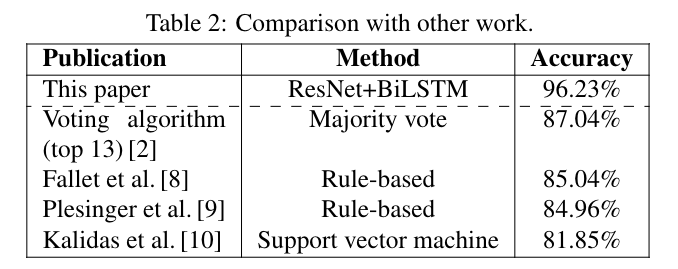 Table 2: Comparison with other work.
Publication Method Accuracy
This paper ResNet+BiLSTM 96.23%
Voting algorithm Majority vote 87.04%
(top 13) [2]
Fallet et al. [8] Rule-based 85.04%
Plesinger et al. [9] Rule-based 84.96%
Kalidas et al. [10] Support vector machine 81.85%